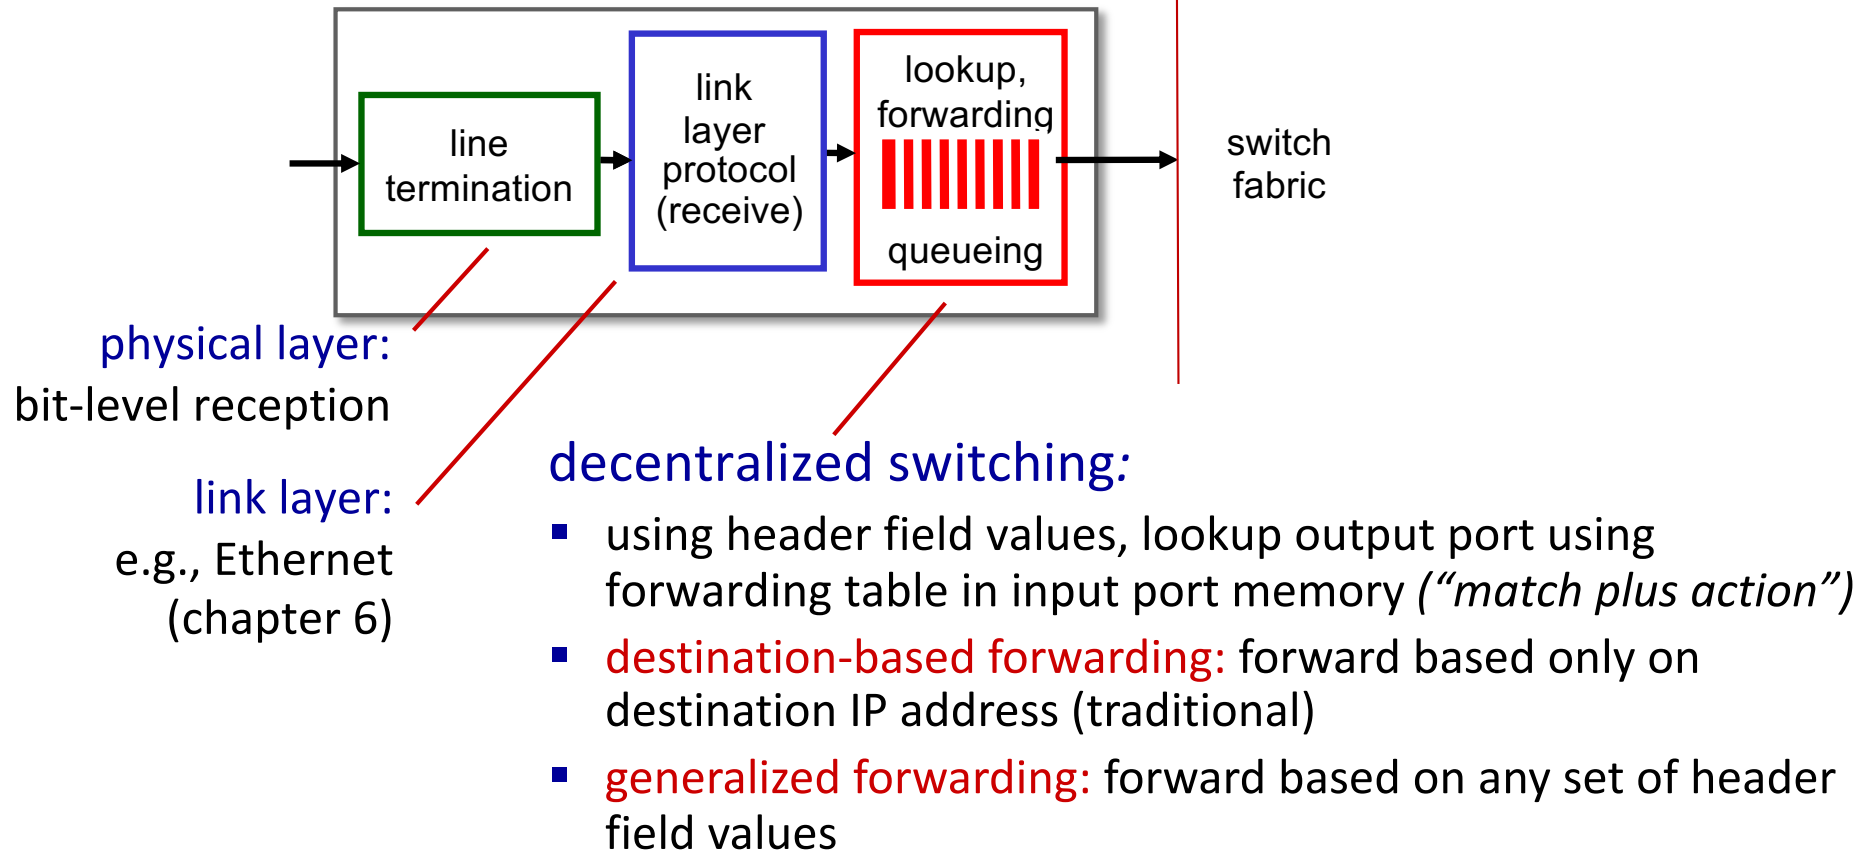 line
termination
link
layer
protocol
(receive)
lookup,
forwarding
queueing
switch
fabric
physical layer:
bit-level reception
link layer:
e.g., Ethernet
(chapter 6)
decentralized switching:
using header field values, lookup output port using
forwarding table in input port memory (“match plus action”)
destination-based forwarding: forward based only on
destination IP address (traditional)
generalized forwarding: forward based on any set of header
field values